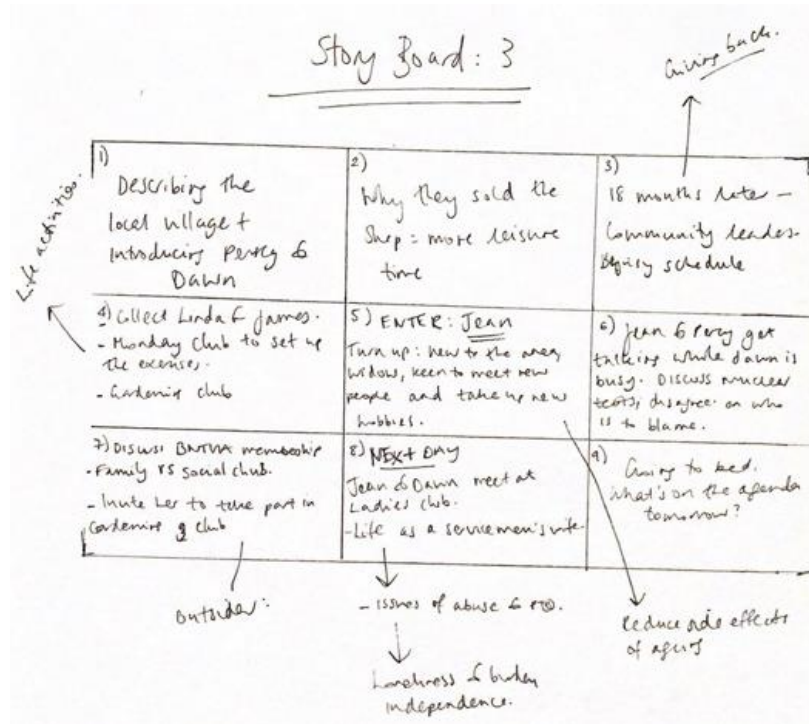 Story Board: 3
Giving back.
Life activities.
1)
Describing the
local village +
Introducing Percy &
Dawn
2)
Why they sold the
Shop = more leisure
time
3)
18 months later -
Community leades-
Busy schedule
4) Collect Linda & James.
- Monday club to set up
the exercises.
- Gardening club
5) ENTER: Jean
Turn up: new to the area,
widow, keen to meet new
people and take up new
hobbies.
6) Jean & Percy get
talking while dawn is
busy. Discuss nuclear
tests, disagree on who
is to blame.
7) Discuss BNTVA membership
- Family vs social club.
- Invite her to take part in
Gardening club
8) NEXT DAY
Jean & Dawn meet at
Ladies club.
- Life as a servicemen's wife.
9)
Going to bed.
What's on the agenda
tomorrow?
Outsider:
- Issues of abuse &
Loneliness &
independence.
Reduce side effects
of ageing